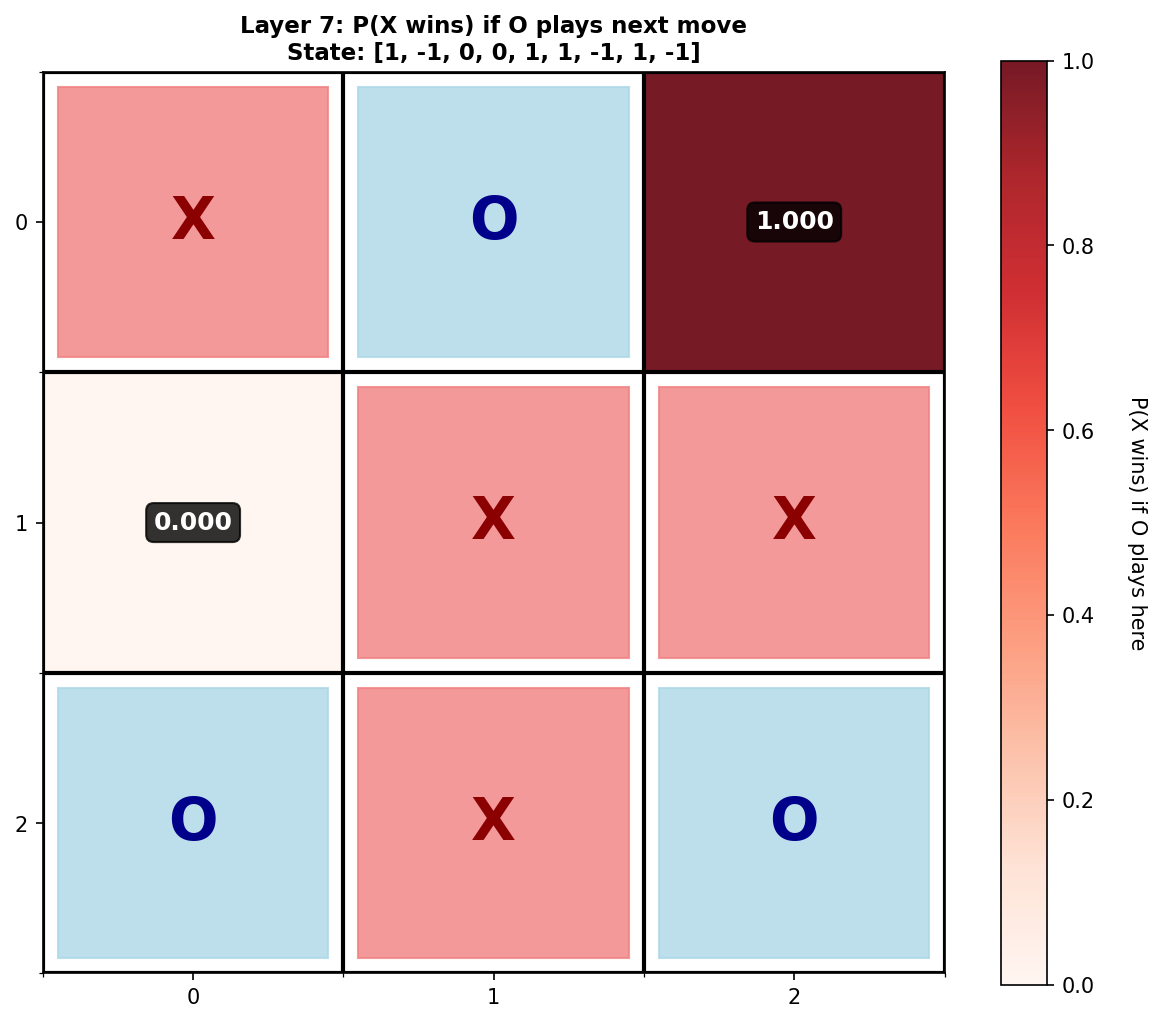 Layer 7: P(X wins) if O plays next move
State: [1, -1, 0, 0, 1, 1, -1, 1, -1]
0
X
O
1.000
1
0.000
X
X
2
O
X
O
0
1
2
1.0
0.8
0.6
0.4
0.2
0.0
P(X wins) if O plays here